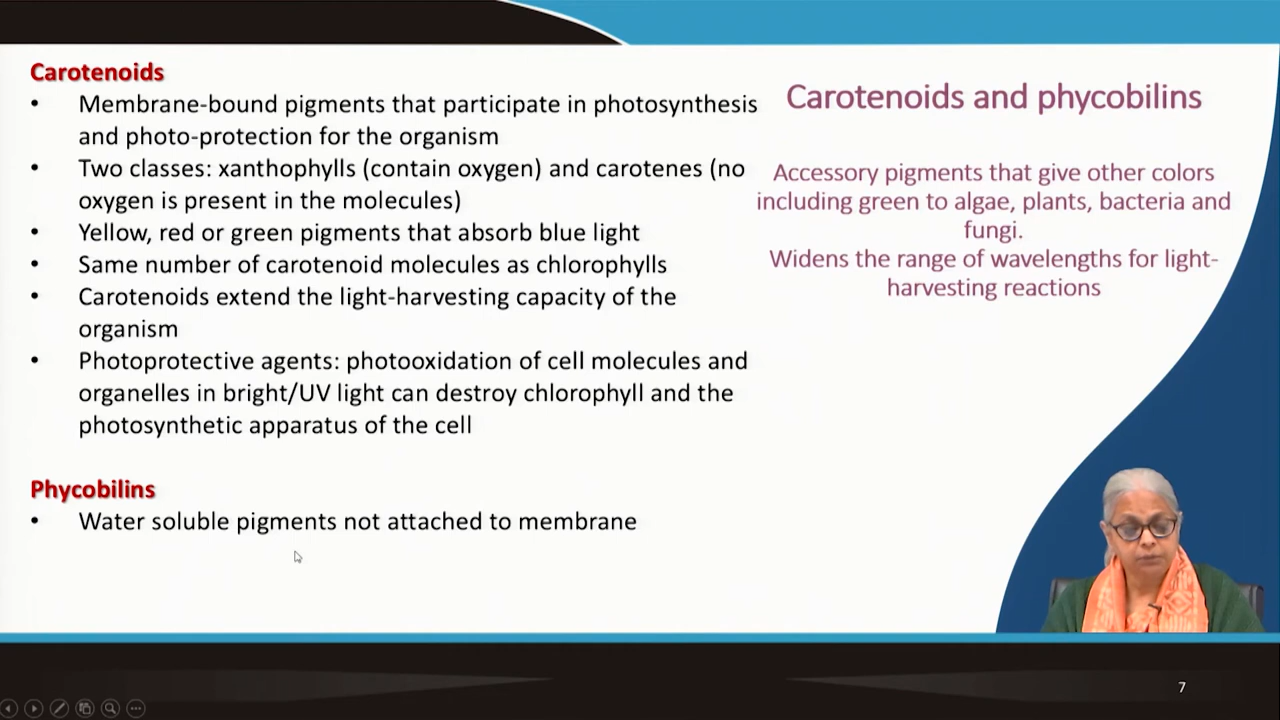 Carotenoids
• Membrane-bound pigments that participate in photosynthesis
and photo-protection for the organism
• Two classes: xanthophylls (contain oxygen) and carotenes (no
oxygen is present in the molecules)
• Yellow, red or green pigments that absorb blue light
• Same number of carotenoid molecules as chlorophylls
• Carotenoids extend the light-harvesting capacity of the
organism
• Photoprotective agents: photooxidation of cell molecules and
organelles in bright/UV light can destroy chlorophyll and the
photosynthetic apparatus of the cell
Phycobilins
• Water soluble pigments not attached to membrane
Carotenoids and phycobilins
Accessory pigments that give other colors
including green to algae, plants, bacteria and
fungi.
Widens the range of wavelengths for light-
harvesting reactions
7